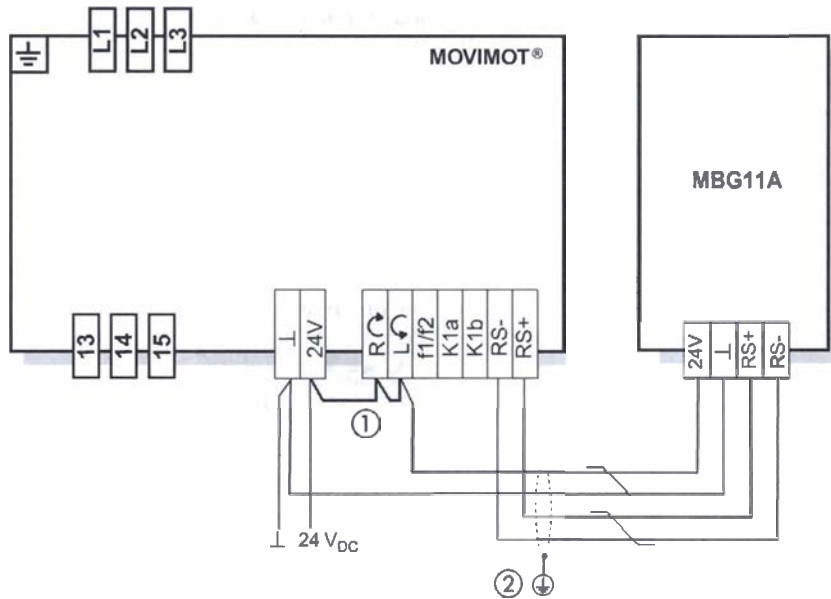 L1 L2 L3
MOVIMOT®
MBG11A
13 14 15
⊥ 24V
R L f1/f2 K1a K1b RS- RS+
24V ⊥ RS+ RS-
①
⊥ 24 VDC
②